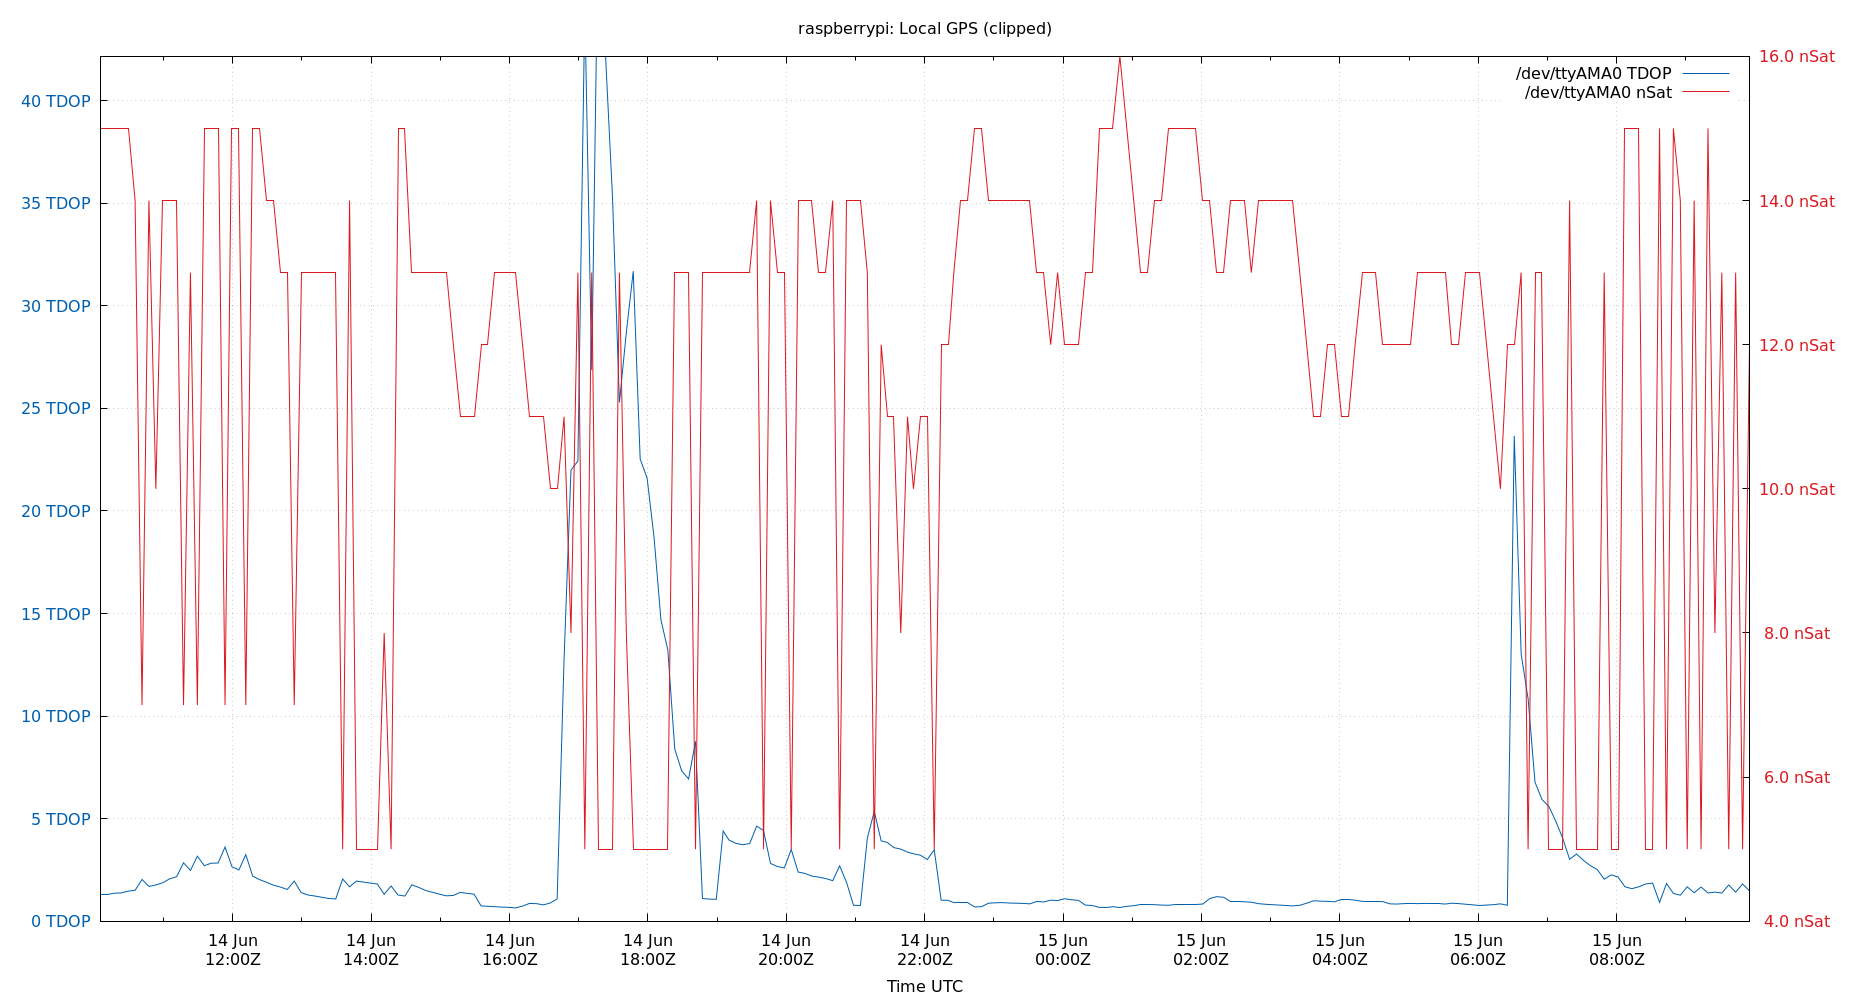 raspberrypi: Local GPS (clipped)
/dev/ttyAMA0 TDOP
/dev/ttyAMA0 nSat
40 TDOP
35 TDOP
30 TDOP
25 TDOP
20 TDOP
15 TDOP
10 TDOP
5 TDOP
0 TDOP
16.0 nSat
14.0 nSat
12.0 nSat
10.0 nSat
8.0 nSat
6.0 nSat
4.0 nSat
14 Jun
12:00Z
14 Jun
14:00Z
14 Jun
16:00Z
14 Jun
18:00Z
14 Jun
20:00Z
14 Jun
22:00Z
15 Jun
00:00Z
15 Jun
02:00Z
15 Jun
04:00Z
15 Jun
06:00Z
15 Jun
08:00Z
Time UTC